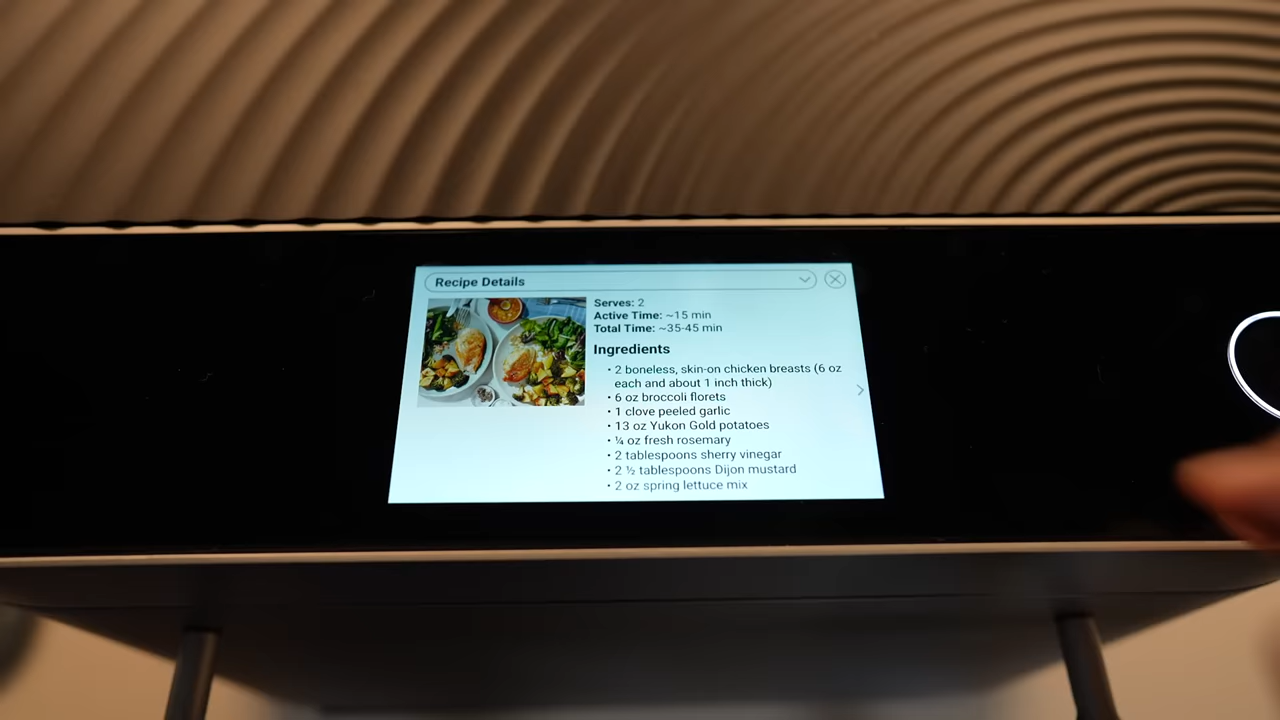 Recipe Details
Serves: 2
Active Time: ~15 min
Total Time: ~35-45 min
Ingredients
• 2 boneless, skin-on chicken breasts (6 oz
each and about 1 inch thick)
• 6 oz broccoli florets
• 1 clove peeled garlic
• 13 oz Yukon Gold potatoes
• ¼ oz fresh rosemary
• 2 tablespoons sherry vinegar
• 2 ½ tablespoons Dijon mustard
• 2 oz spring lettuce mix